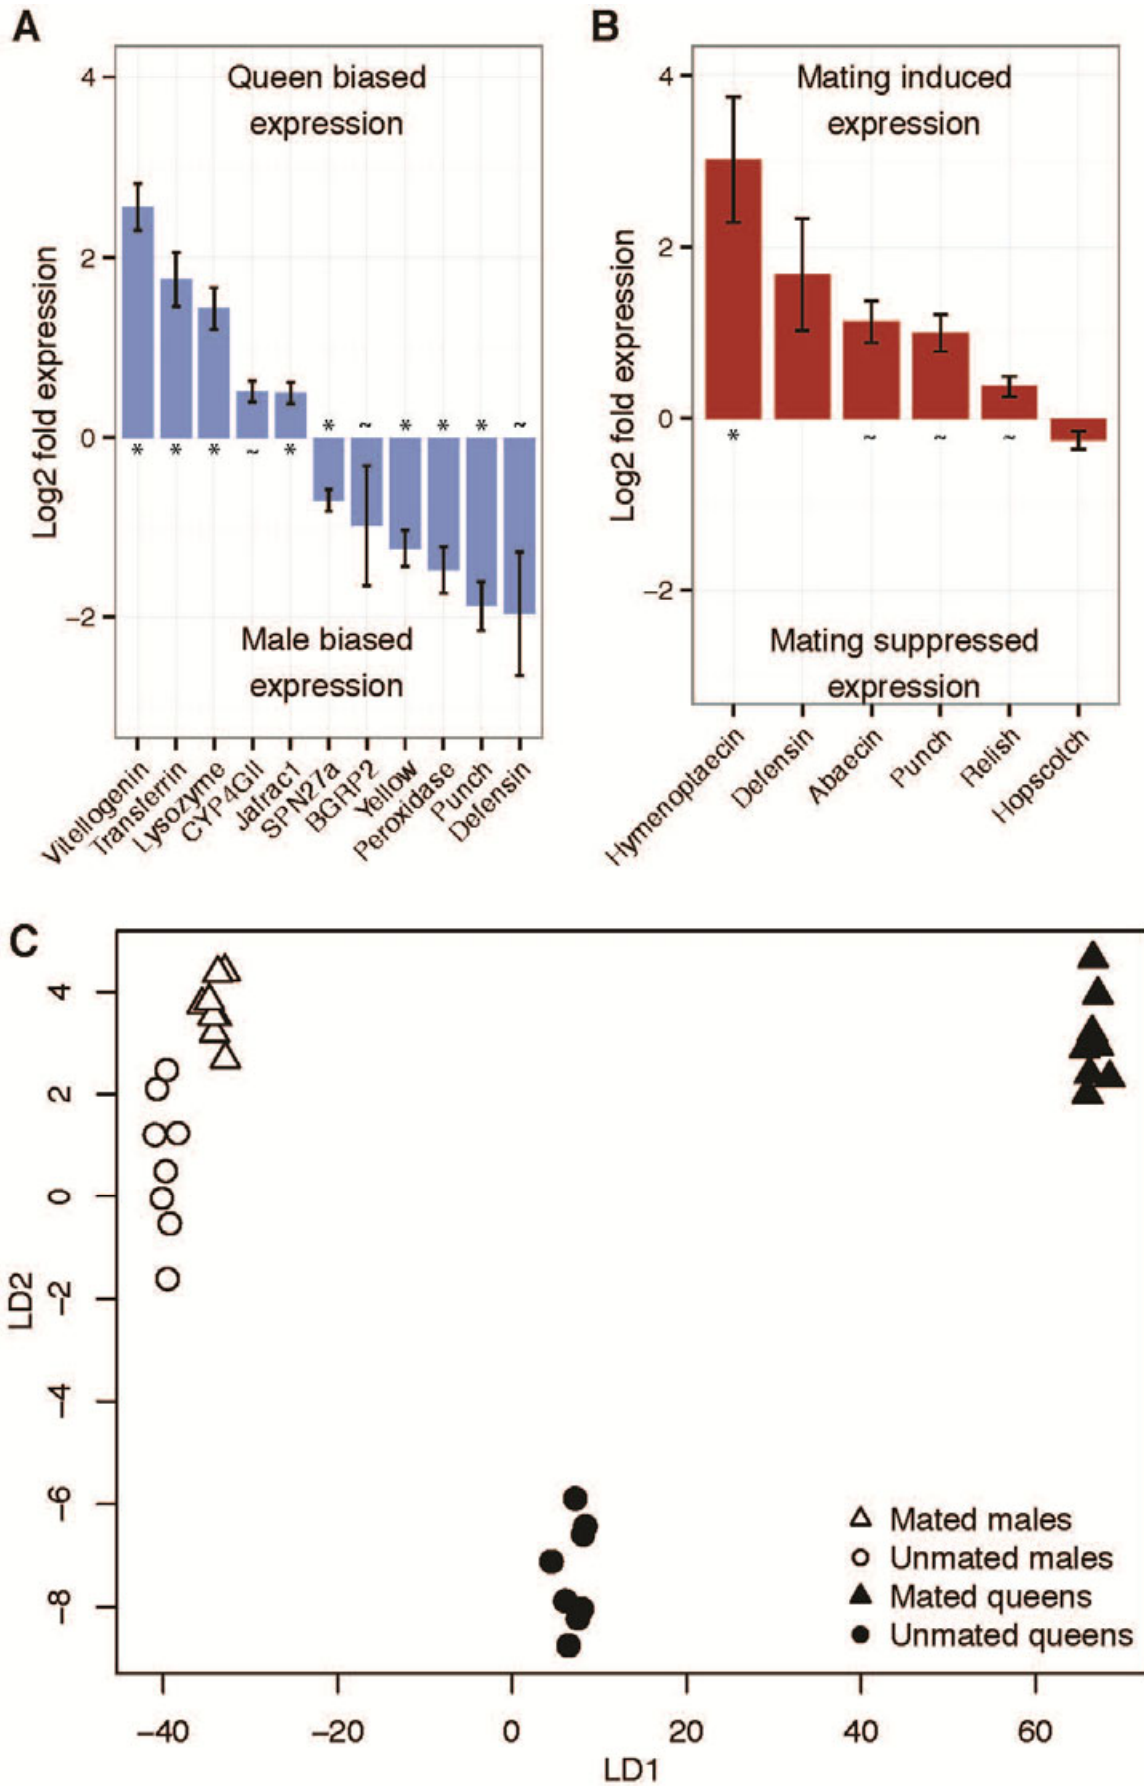 A
Queen biased
expression
4
2
0
−2
Log2 fold expression
* * * ~ * * ~ * * * ~
Male biased
expression
Vitellogenin
Transferrin
Lysozyme
CYP4GII
Jafrac1
SPN27a
BGRP2
Yellow
Peroxidase
Punch
Defensin
B
Mating induced
expression
4
2
0
−2
Log2 fold expression
* ~ ~ ~
Mating suppressed
expression
Hymenoptaecin
Defensin
Abaecin
Punch
Relish
Hopscotch
C
4
2
0
−2
−4
−6
−8
LD2
Mated males
Unmated males
Mated queens
Unmated queens
−40 −20 0 20 40 60
LD1